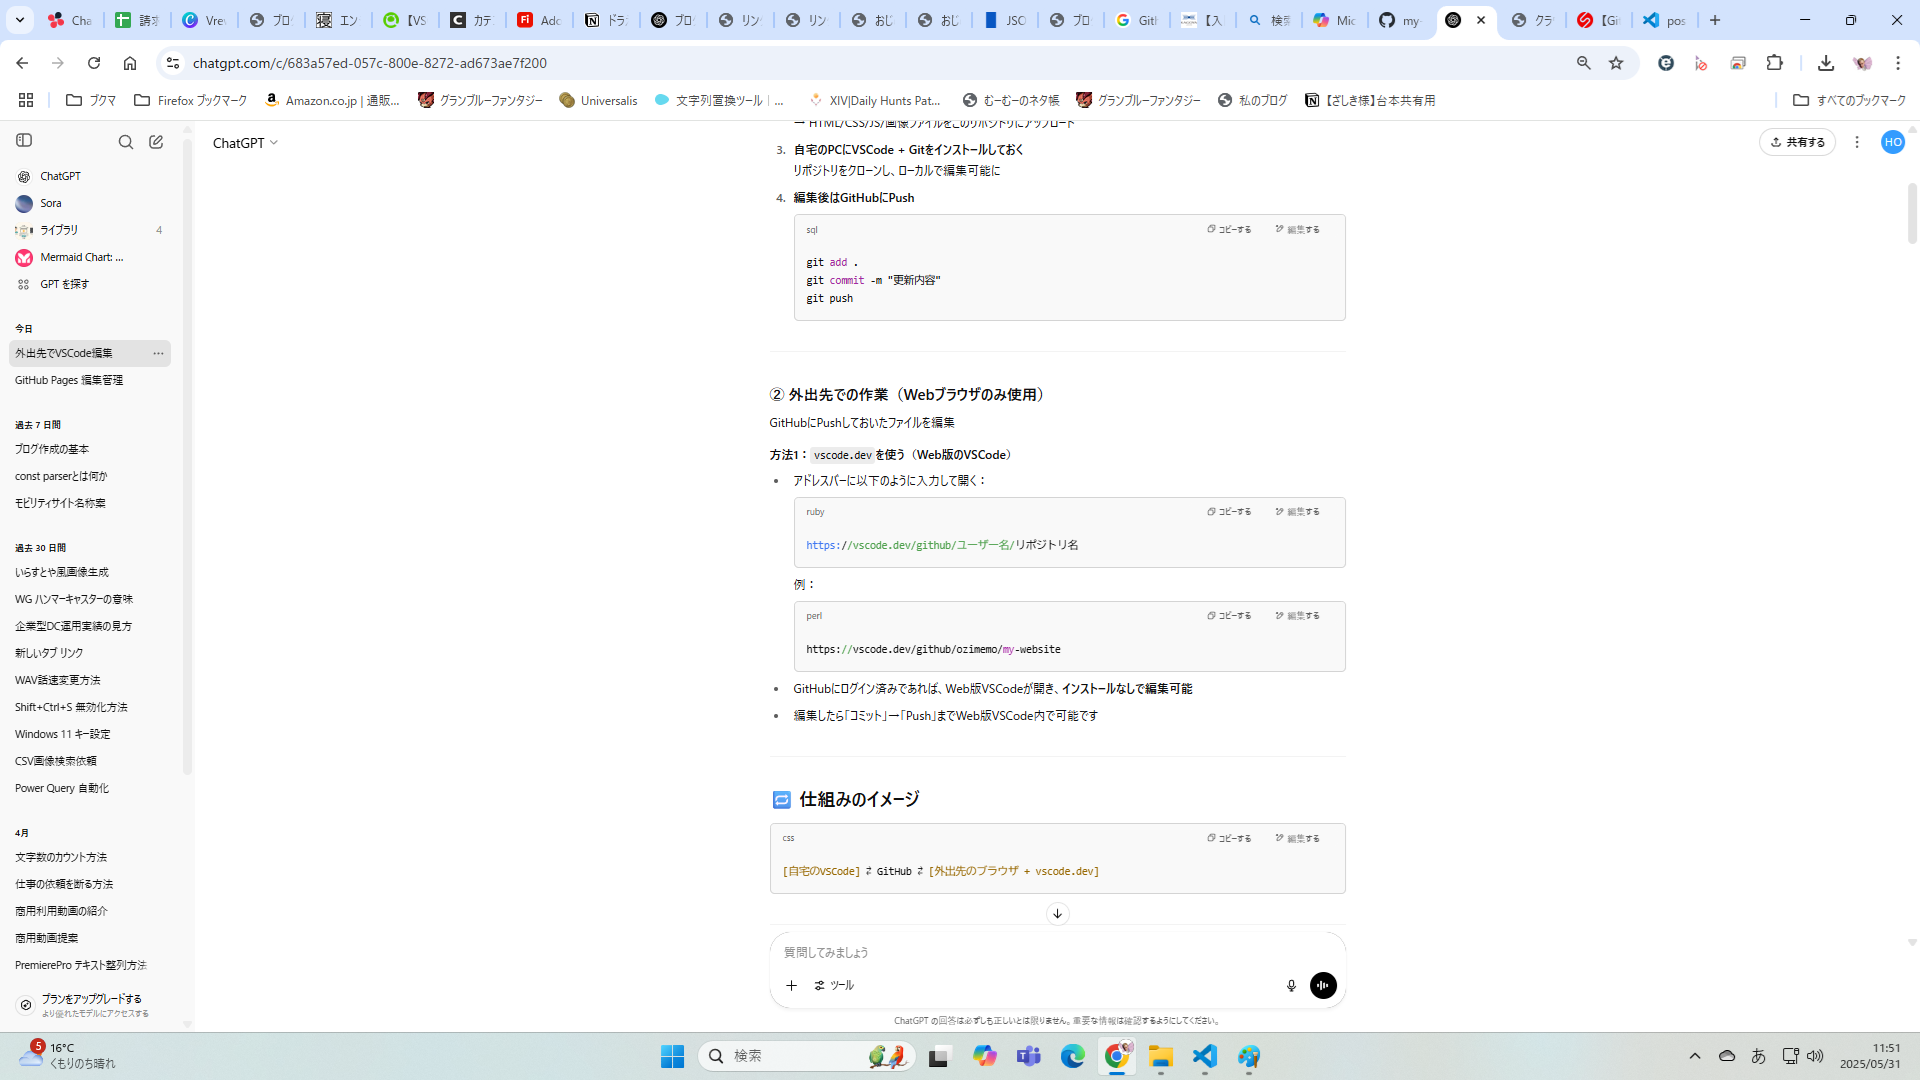 Cha
請求
Vre
ブロ
エン
【VS
カテ
Ado
ドラ
ブロ
リン
リン
おじ
おじ
JSO
ブロ
Gith
【入
検索
Mic
my-
クラ
【Gi
pos
chatgpt.com/c/683a57ed-057c-800e-8272-ad673ae7f200
ブクマ
Firefox ブックマーク
Amazon.co.jp | 通販...
グランブルーファンタジー
Universalis
文字列置換ツール | ...
XIV|Daily Hunts Pat...
むーむーのネタ帳
グランブルーファンタジー
私のブログ
【ざしき様】台本共有用
すべてのブックマーク
ChatGPT
共有する
HO
ChatGPT
Sora
ライブラリ 4
Mermaid Chart: ...
GPT を探す
今日
外出先でVSCode編集
GitHub Pages 編集管理
過去 7 日間
ブログ作成の基本
const parserとは何か
モビリティサイト名称案
過去 30 日間
いらすとや風画像生成
WG ハンマーキャスターの意味
企業型DC運用実績の見方
新しいタブ リンク
WAV話速変更方法
Shift+Ctrl+S 無効化方法
Windows 11 キー設定
CSV画像検索依頼
Power Query 自動化
4月
文字数のカウント方法
仕事の依頼を断る方法
商用利用動画の紹介
商用動画提案
PremierePro テキスト整列方法
プランをアップグレードする
より優れたモデルにアクセスする
→ HTML/CSS/JS/画像ファイルをこのリポジトリにアップロード
3. 自宅のPCにVSCode + Gitをインストールしておく
リポジトリをクローンし、ローカルで編集可能に
4. 編集後はGitHubにPush
sql コピーする 編集する
git add .
git commit -m "更新内容"
git push
② 外出先での作業（Webブラウザのみ使用）
GitHubにPushしておいたファイルを編集
方法1：vscode.devを使う（Web版のVSCode）
• アドレスバーに以下のように入力して開く：
ruby コピーする 編集する
https://vscode.dev/github/ユーザー名/リポジトリ名
例：
perl コピーする 編集する
https://vscode.dev/github/ozimemo/my-website
• GitHubにログイン済みであれば、Web版VSCodeが開き、インストールなしで編集可能
• 編集したら「コミット」→「Push」までWeb版VSCode内で可能です
仕組みのイメージ
css コピーする 編集する
[自宅のVSCode] ⇄ GitHub ⇄ [外出先のブラウザ + vscode.dev]
質問してみましょう
ツール
ChatGPT の回答は必ずしも正しいとは限りません。重要な情報は確認するようにしてください。
5
16°C
くもりのち晴れ
検索
あ
11:51
2025/05/31